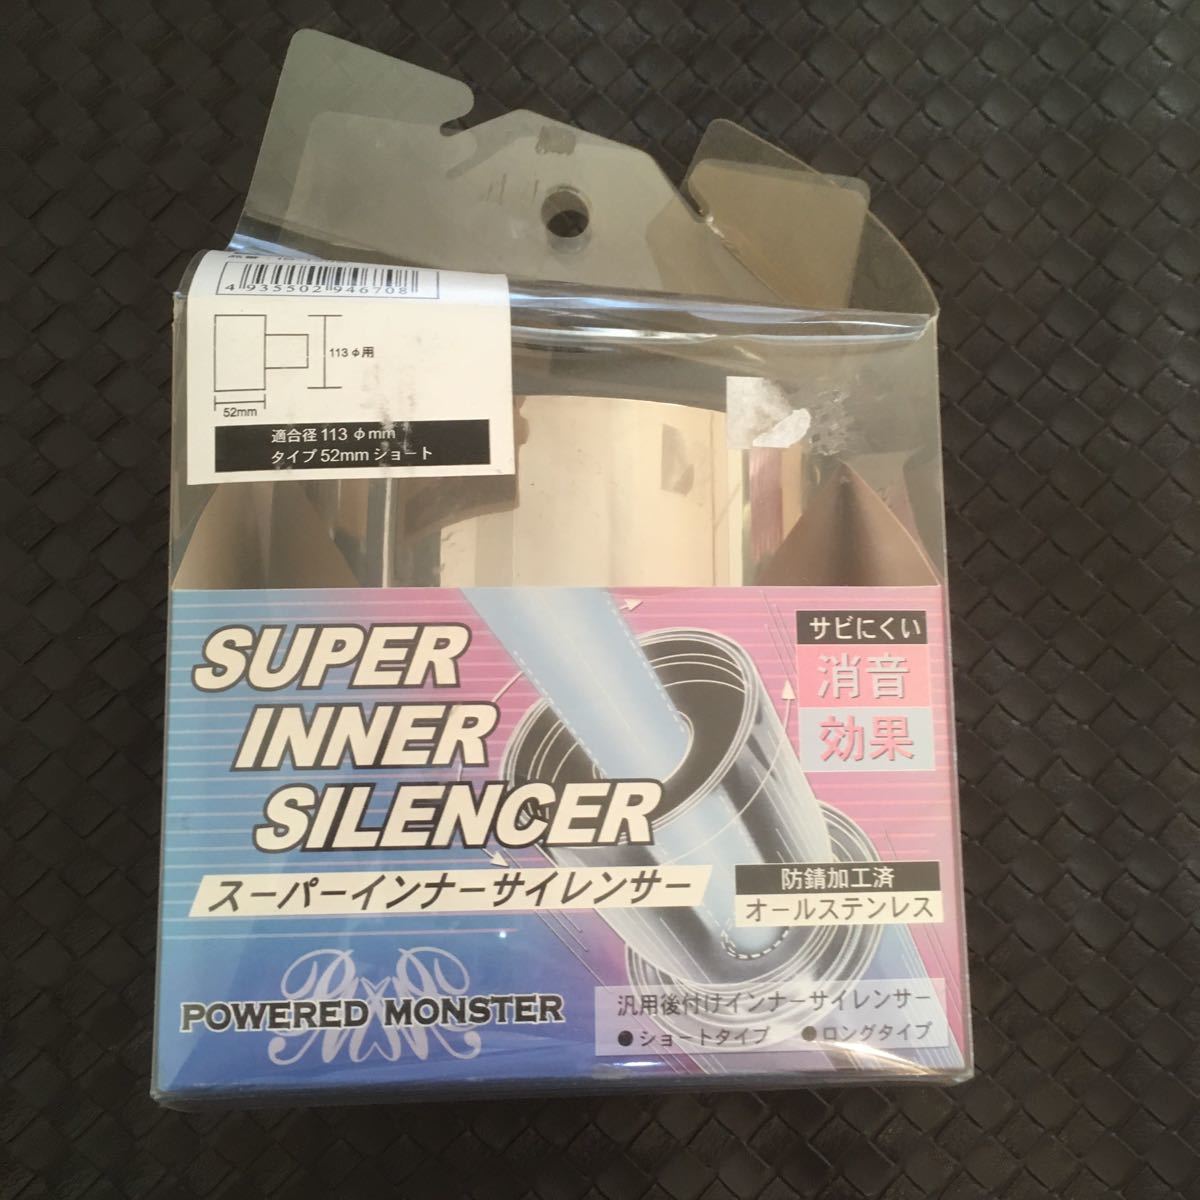 4 935502 946708
113φ用
52mm
適合径 113 φmm
タイプ 52mm ショート
SUPER
INNER
SILENCER
スーパーインナーサイレンサー
サビにくい
消音
効果
防錆加工済
オールステンレス
POWERED MONSTER
汎用後付けインナーサイレンサー
●ショートタイプ ●ロングタイプ